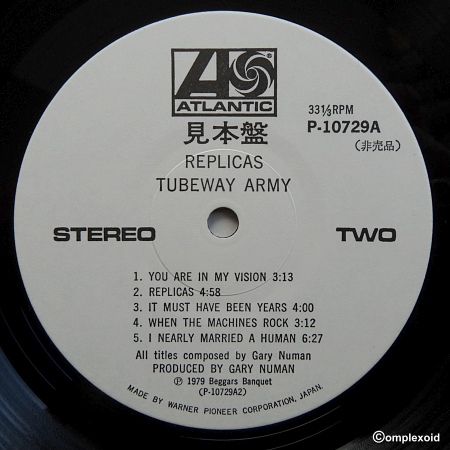 ATLANTIC
33⅓RPM
見本盤
P-10729A
(非売品)
REPLICAS
TUBEWAY ARMY
STEREO
TWO
1. YOU ARE IN MY VISION 3:13
2. REPLICAS 4:58
3. IT MUST HAVE BEEN YEARS 4:00
4. WHEN THE MACHINES ROCK 3:12
5. I NEARLY MARRIED A HUMAN 6:27
All titles composed by Gary Numan
PRODUCED BY GARY NUMAN
Ⓟ 1979 Beggars Banquet
(P-10729A2)
MADE BY WARNER PIONEER CORPORATION, JAPAN.
©omplexoid